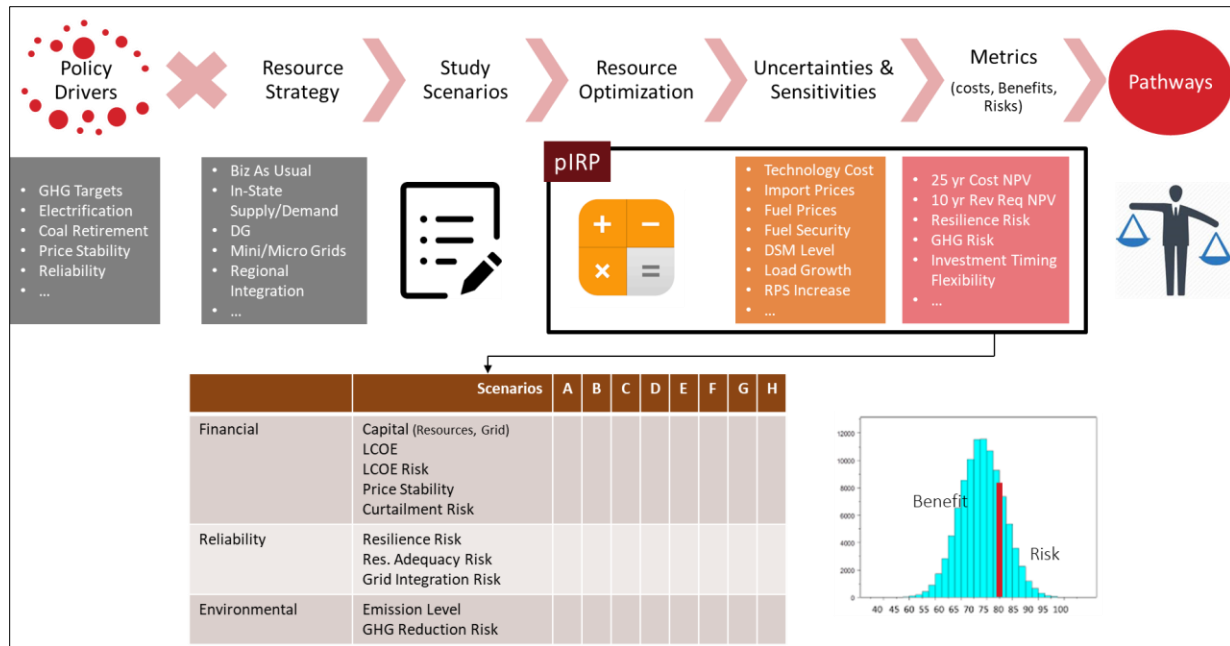 Policy
Drivers
Resource
Strategy
Study
Scenarios
Resource
Optimization
Uncertainties &
Sensitivities
Metrics
(costs, Benefits,
Risks)
Pathways
• GHG Targets
• Electrification
• Coal Retirement
• Price Stability
• Reliability
• ...
• Biz As Usual
• In-State
Supply/Demand
• DG
• Mini/Micro Grids
• Regional
Integration
• ...
pIRP
+ −
× =
• Technology Cost
• Import Prices
• Fuel Prices
• Fuel Security
• DSM Level
• Load Growth
• RPS Increase
• ...
• 25 yr Cost NPV
• 10 yr Rev Req NPV
• Resilience Risk
• GHG Risk
• Investment Timing
Flexibility
• ...
Scenarios A B C D E F G H
Financial Capital (Resources, Grid)
LCOE
LCOE Risk
Price Stability
Curtailment Risk
Reliability Resilience Risk
Res. Adequacy Risk
Grid Integration Risk
Environmental Emission Level
GHG Reduction Risk
12000
10000
8000
6000
4000
2000
0
Benefit
Risk
40 45 50 55 60 65 70 75 80 85 90 95 100